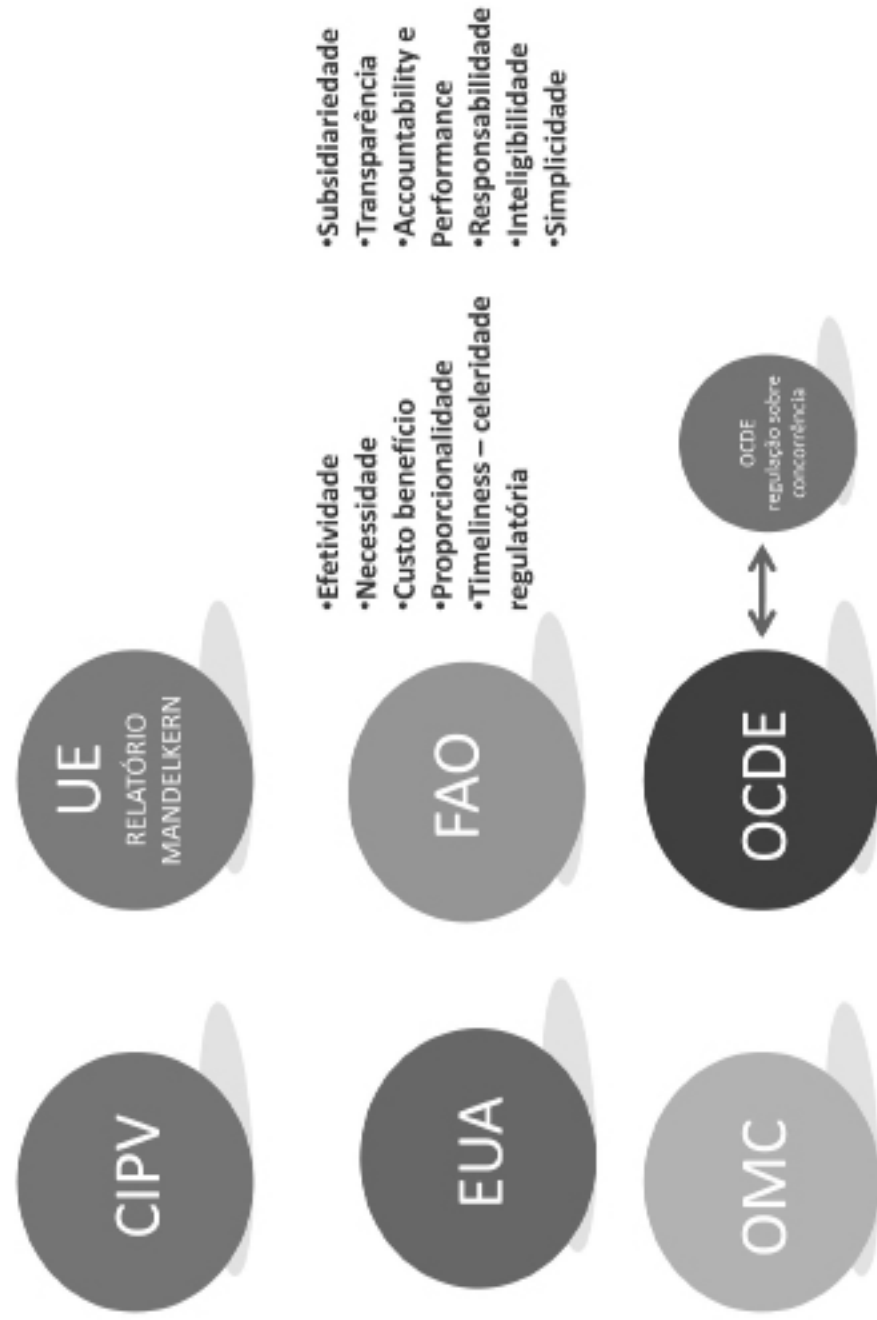 CIPV
UE
RELATÓRIO
MANDELKERN
EUA
FAO
•Efetividade
•Necessidade
•Custo benefício
•Proporcionalidade
•Timeliness – celeridade
regulatória
•Subsidiariedade
•Transparência
•Accountability e
Performance
•Responsabilidade
•Inteligibilidade
•Simplicidade
OMC
OCDE
OCDE
regulação sobre
concorrência